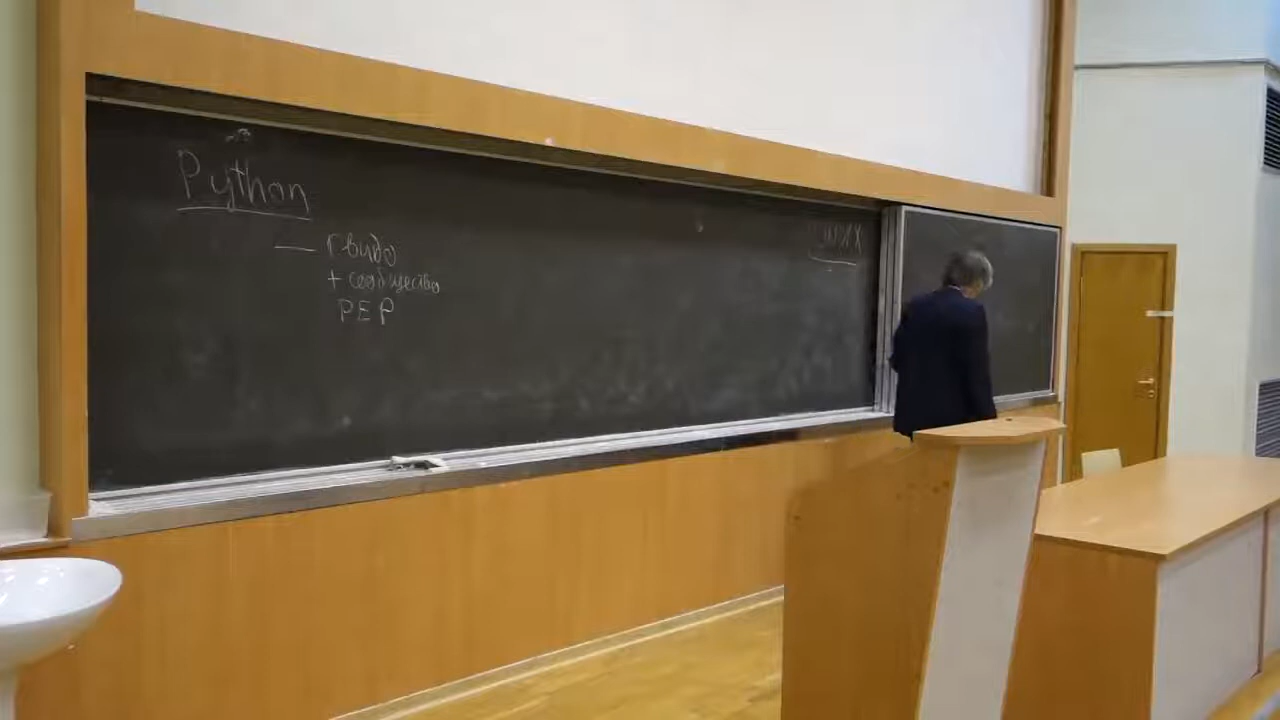 Python
— гвидо
+ сообщество
PEP